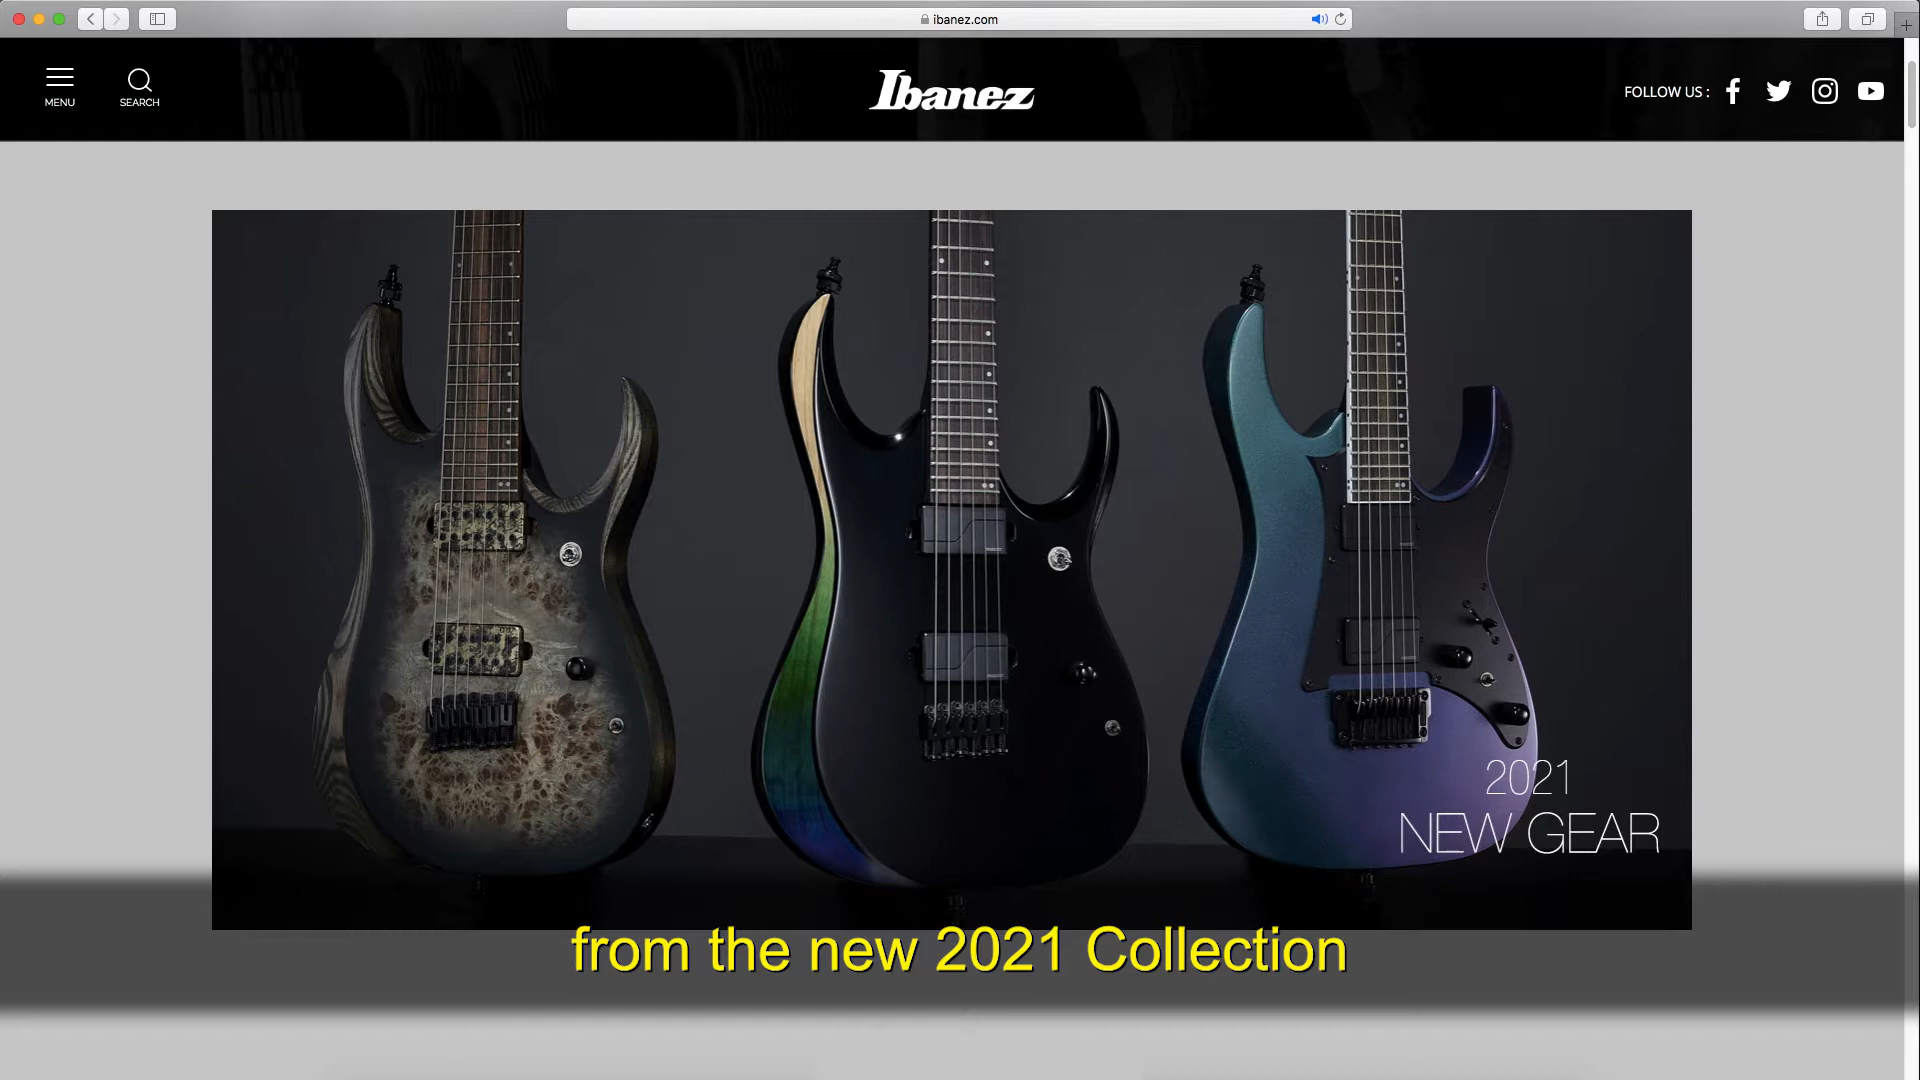 ibanez.com
MENU
SEARCH
Ibanez
FOLLOW US :
2021
NEW GEAR
from the new 2021 Collection